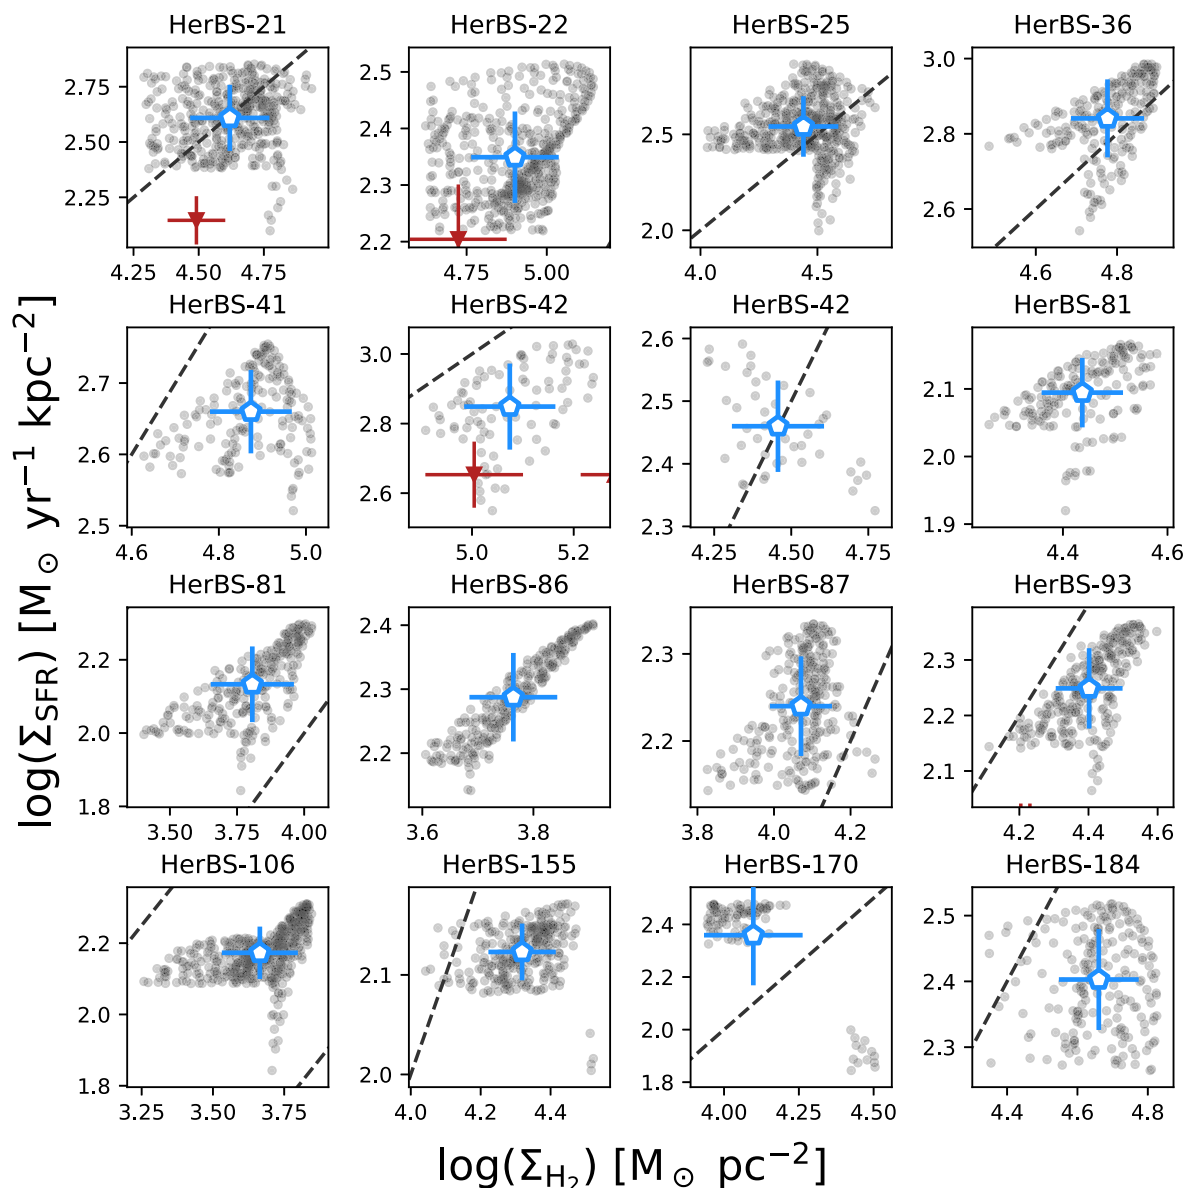 HerBS-21 HerBS-22 HerBS-25 HerBS-36
2.75 2.50 2.25
2.5 2.4 2.3 2.2
2.5 2.0
3.0 2.8 2.6
4.25 4.50 4.75
4.75 5.00
4.0 4.5
4.6 4.8
HerBS-41 HerBS-42 HerBS-42 HerBS-81
2.7 2.6 2.5
3.0 2.8 2.6
2.6 2.5 2.4 2.3
2.1 2.0 1.9
4.6 4.8 5.0
5.0 5.2
4.25 4.50 4.75
4.4 4.6
HerBS-81 HerBS-86 HerBS-87 HerBS-93
2.2 2.0 1.8
2.4 2.3 2.2
2.3 2.2
2.3 2.2 2.1
3.50 3.75 4.00
3.6 3.8
3.8 4.0 4.2
4.2 4.4 4.6
HerBS-106 HerBS-155 HerBS-170 HerBS-184
2.2 2.0 1.8
2.1 2.0
2.4 2.2 2.0 1.8
2.5 2.4 2.3
3.25 3.50 3.75
4.0 4.2 4.4
4.00 4.25 4.50
4.4 4.6 4.8
log(Σ_SFR) [M_⊙ yr⁻¹ kpc⁻²]
log(Σ_H₂) [M_⊙ pc⁻²]